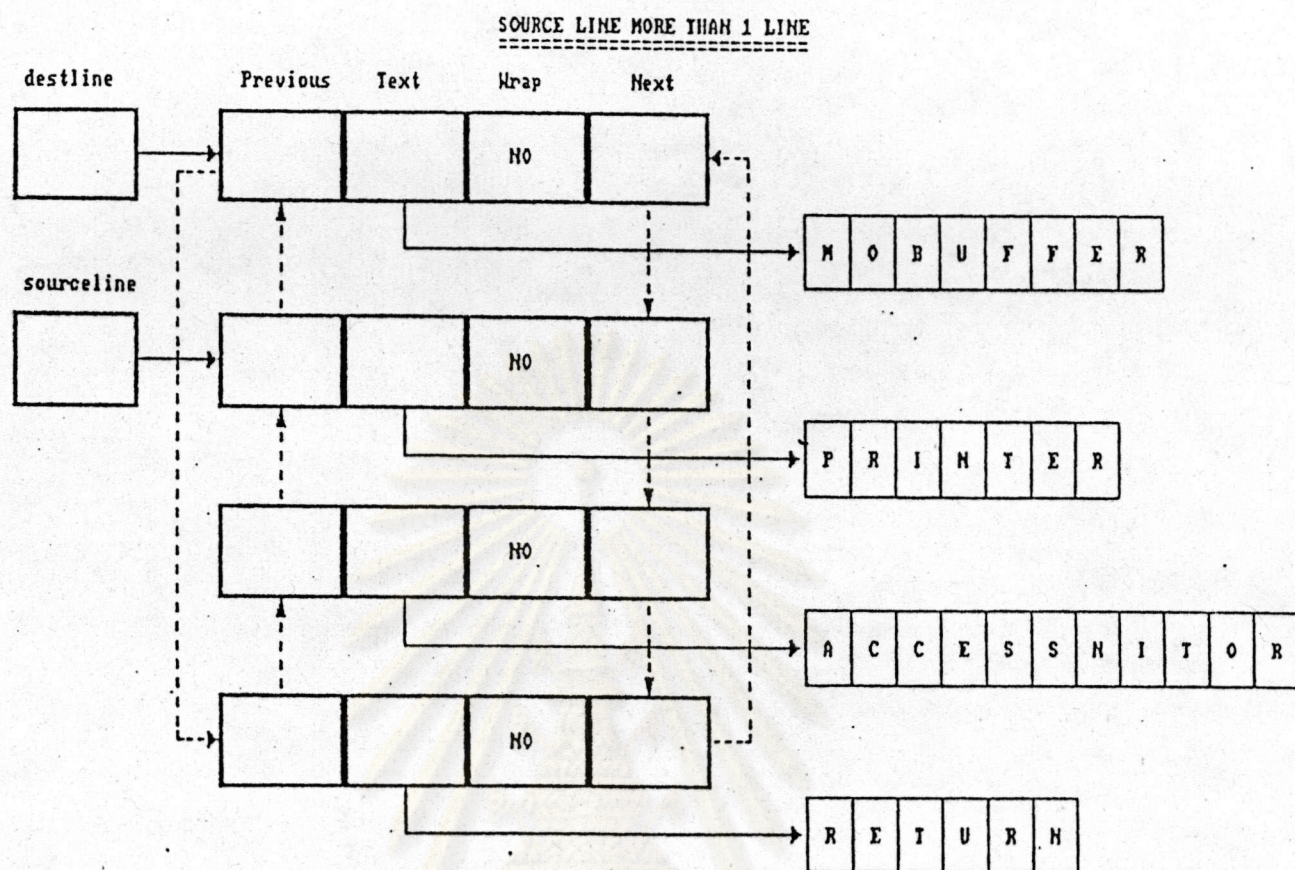 SOURCE LINE MORE THAN 1 LINE
destline Previous Text Wrap Next
NO
M O B U F F E R
sourceline
NO
P R I N T E R
NO
A C C E S S N I T O R
NO
R E T U R N